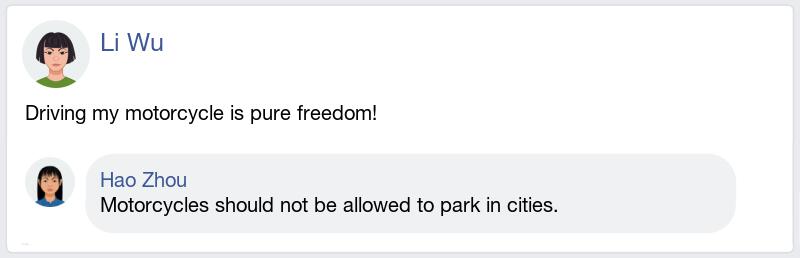 Li Wu
Driving my motorcycle is pure freedom!
Hao Zhou
Motorcycles should not be allowed to park in cities.